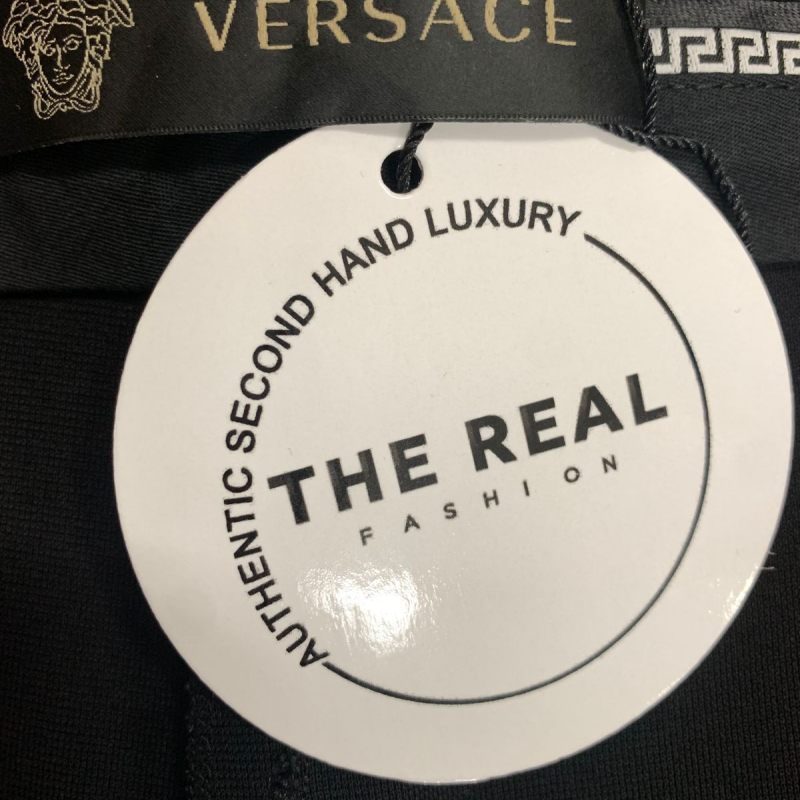 VERSACE
AUTHENTIC SECOND HAND LUXURY
THE REAL
FASHION